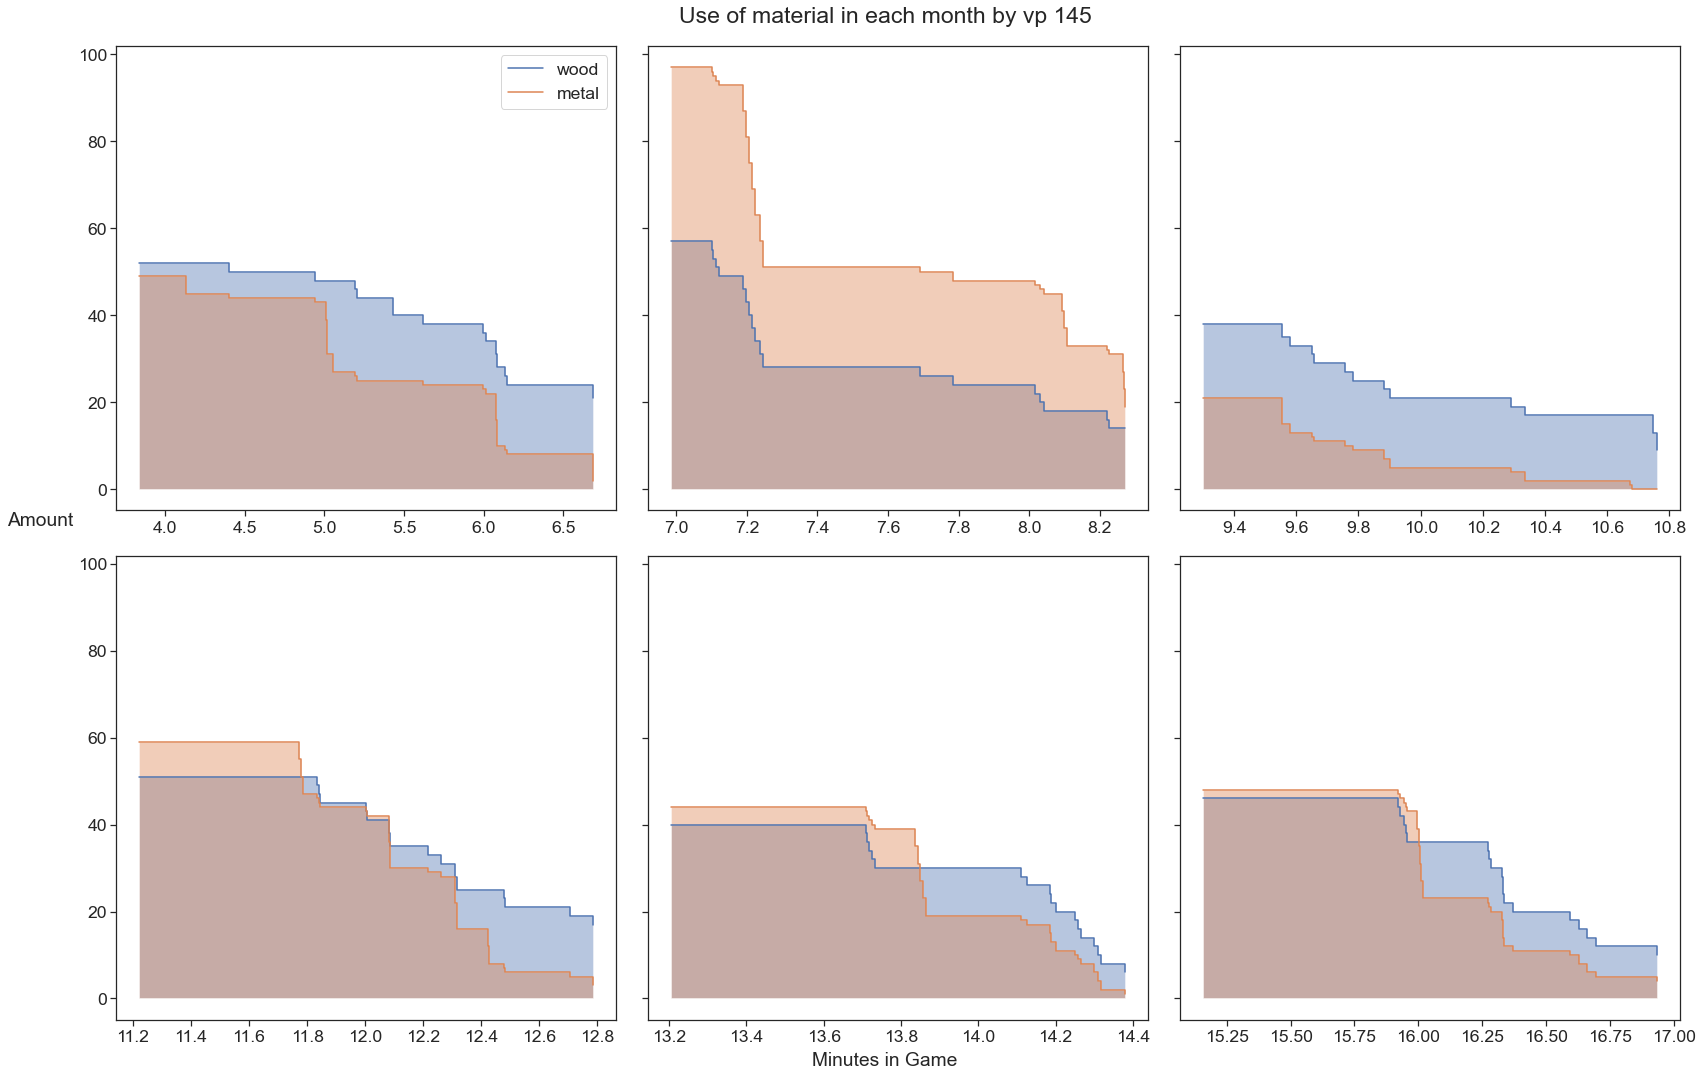 Use of material in each month by vp 145
wood
metal
100
80
60
40
20
0
4.0 4.5 5.0 5.5 6.0 6.5
7.0 7.2 7.4 7.6 7.8 8.0 8.2
9.4 9.6 9.8 10.0 10.2 10.4 10.6 10.8
Amount
100
80
60
40
20
0
11.2 11.4 11.6 11.8 12.0 12.2 12.4 12.6 12.8
13.2 13.4 13.6 13.8 14.0 14.2 14.4
15.25 15.50 15.75 16.00 16.25 16.50 16.75 17.00
Minutes in Game